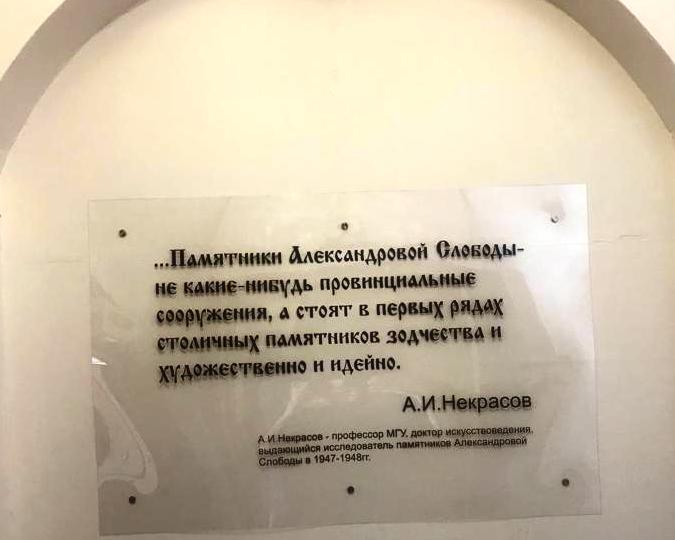 ...Памятники Александровой Слободы-
не какие-нибудь провинциальные
сооружения, а стоят в первых рядах
столичных памятников зодчества и
художественно и идейно.
А.И.Некрасов
А.И.Некрасов - профессор МГУ, доктор искусствоведения,
выдающийся исследователь памятников Александровой
Слободы в 1947-1948гг.